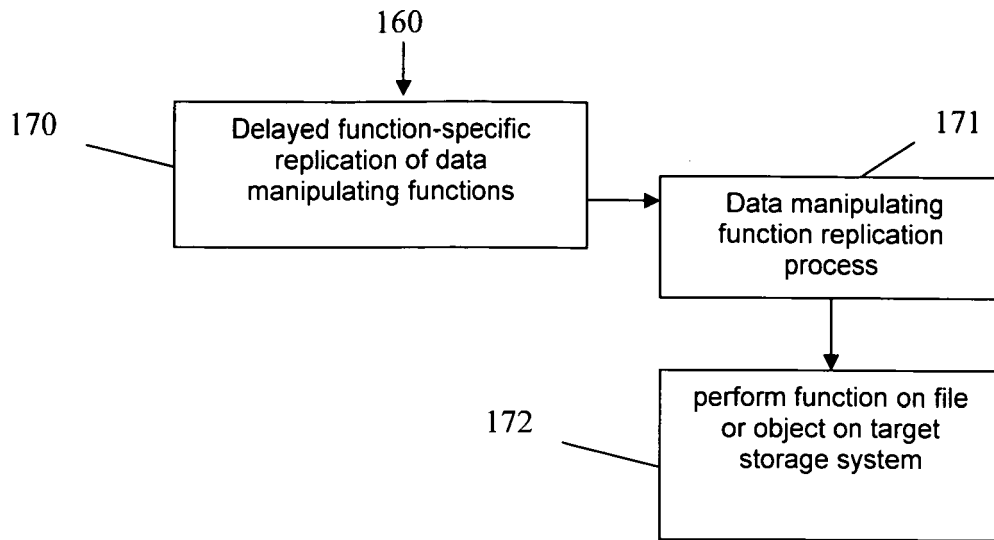 160
170
Delayed function-specific
replication of data
manipulating functions
171
Data manipulating
function replication
process
172
perform function on file
or object on target
storage system